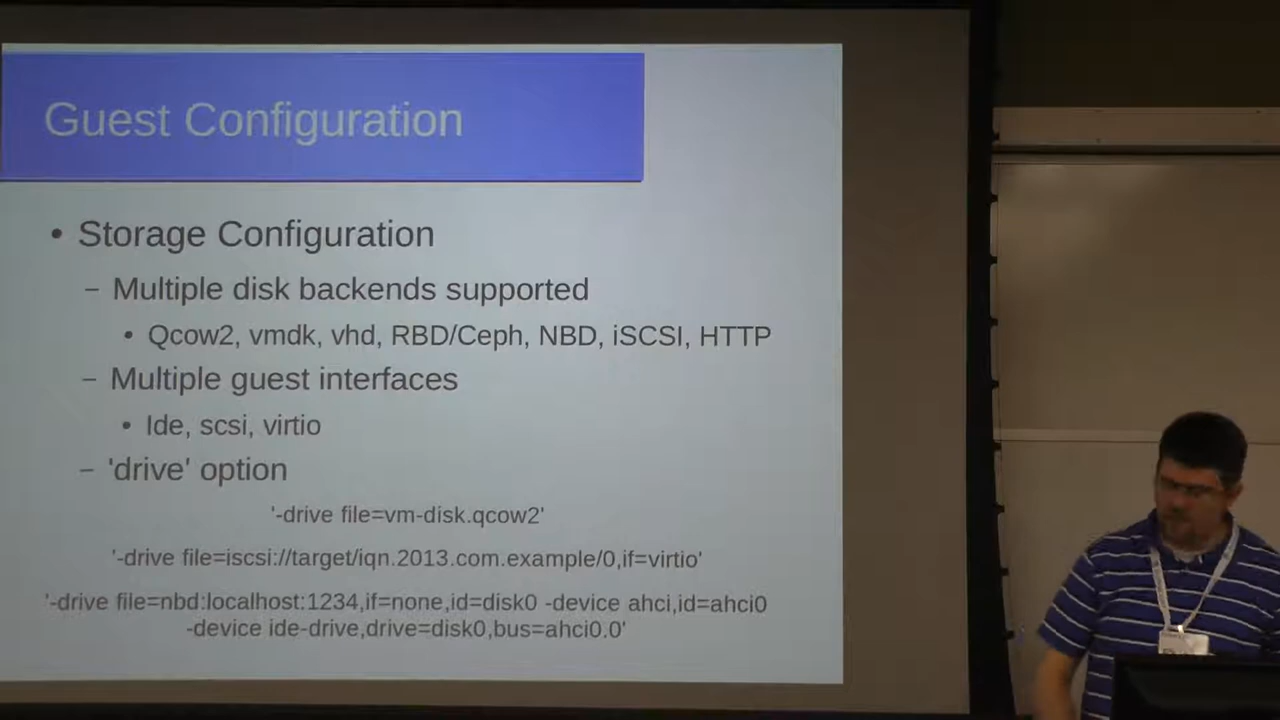 Guest Configuration
• Storage Configuration
– Multiple disk backends supported
• Qcow2, vmdk, vhd, RBD/Ceph, NBD, iSCSI, HTTP
– Multiple guest interfaces
• Ide, scsi, virtio
– 'drive' option
'-drive file=vm-disk.qcow2'
'-drive file=iscsi://target/iqn.2013.com.example/0,if=virtio'
'-drive file=nbd:localhost:1234,if=none,id=disk0 -device ahci,id=ahci0
-device ide-drive,drive=disk0,bus=ahci0.0'